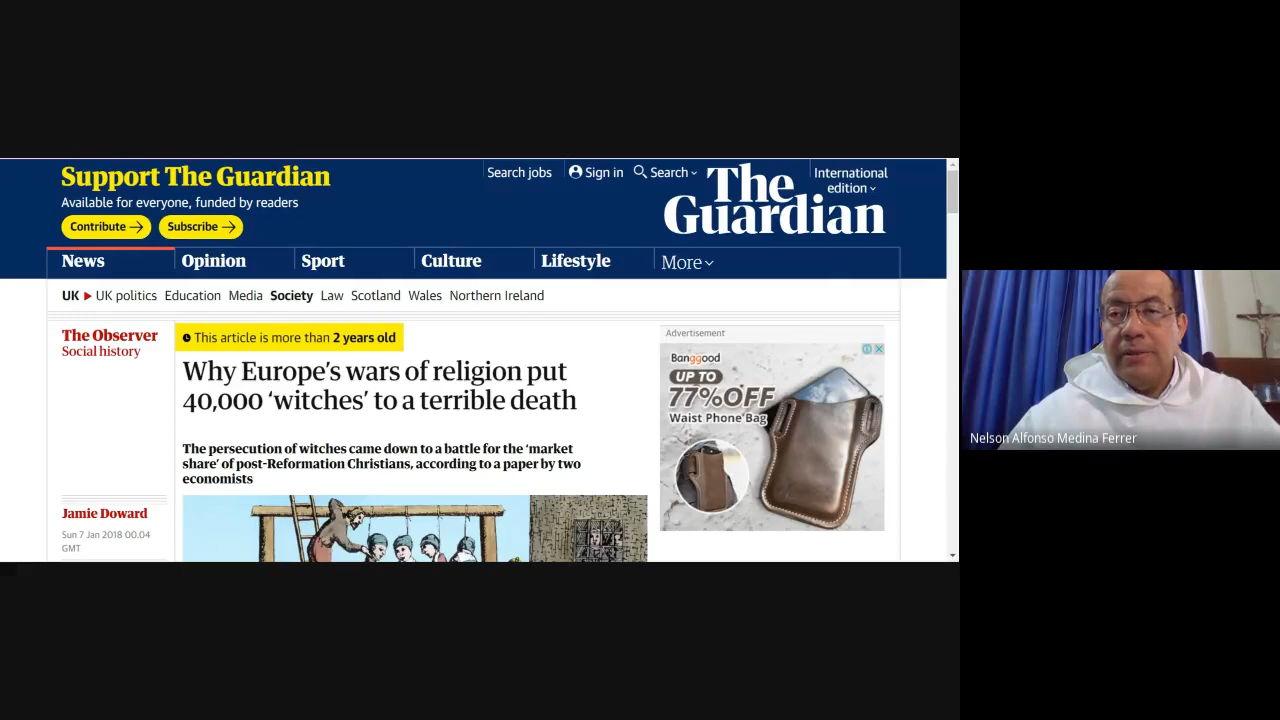 Support The Guardian
Available for everyone, funded by readers
Contribute →
Subscribe →
Search jobs
Sign in
Search
The Guardian
International edition
News
Opinion
Sport
Culture
Lifestyle
More
UK
UK politics
Education
Media
Society
Law
Scotland
Wales
Northern Ireland
The Observer
Social history
This article is more than 2 years old
Why Europe's wars of religion put
40,000 'witches' to a terrible death
The persecution of witches came down to a battle for the 'market
share' of post-Reformation Christians, according to a paper by two
economists
Jamie Doward
Sun 7 Jan 2018 00.04
GMT
Advertisement
Banggood
UP TO
77%OFF
Waist Phone Bag
Nelson Alfonso Medina Ferrer